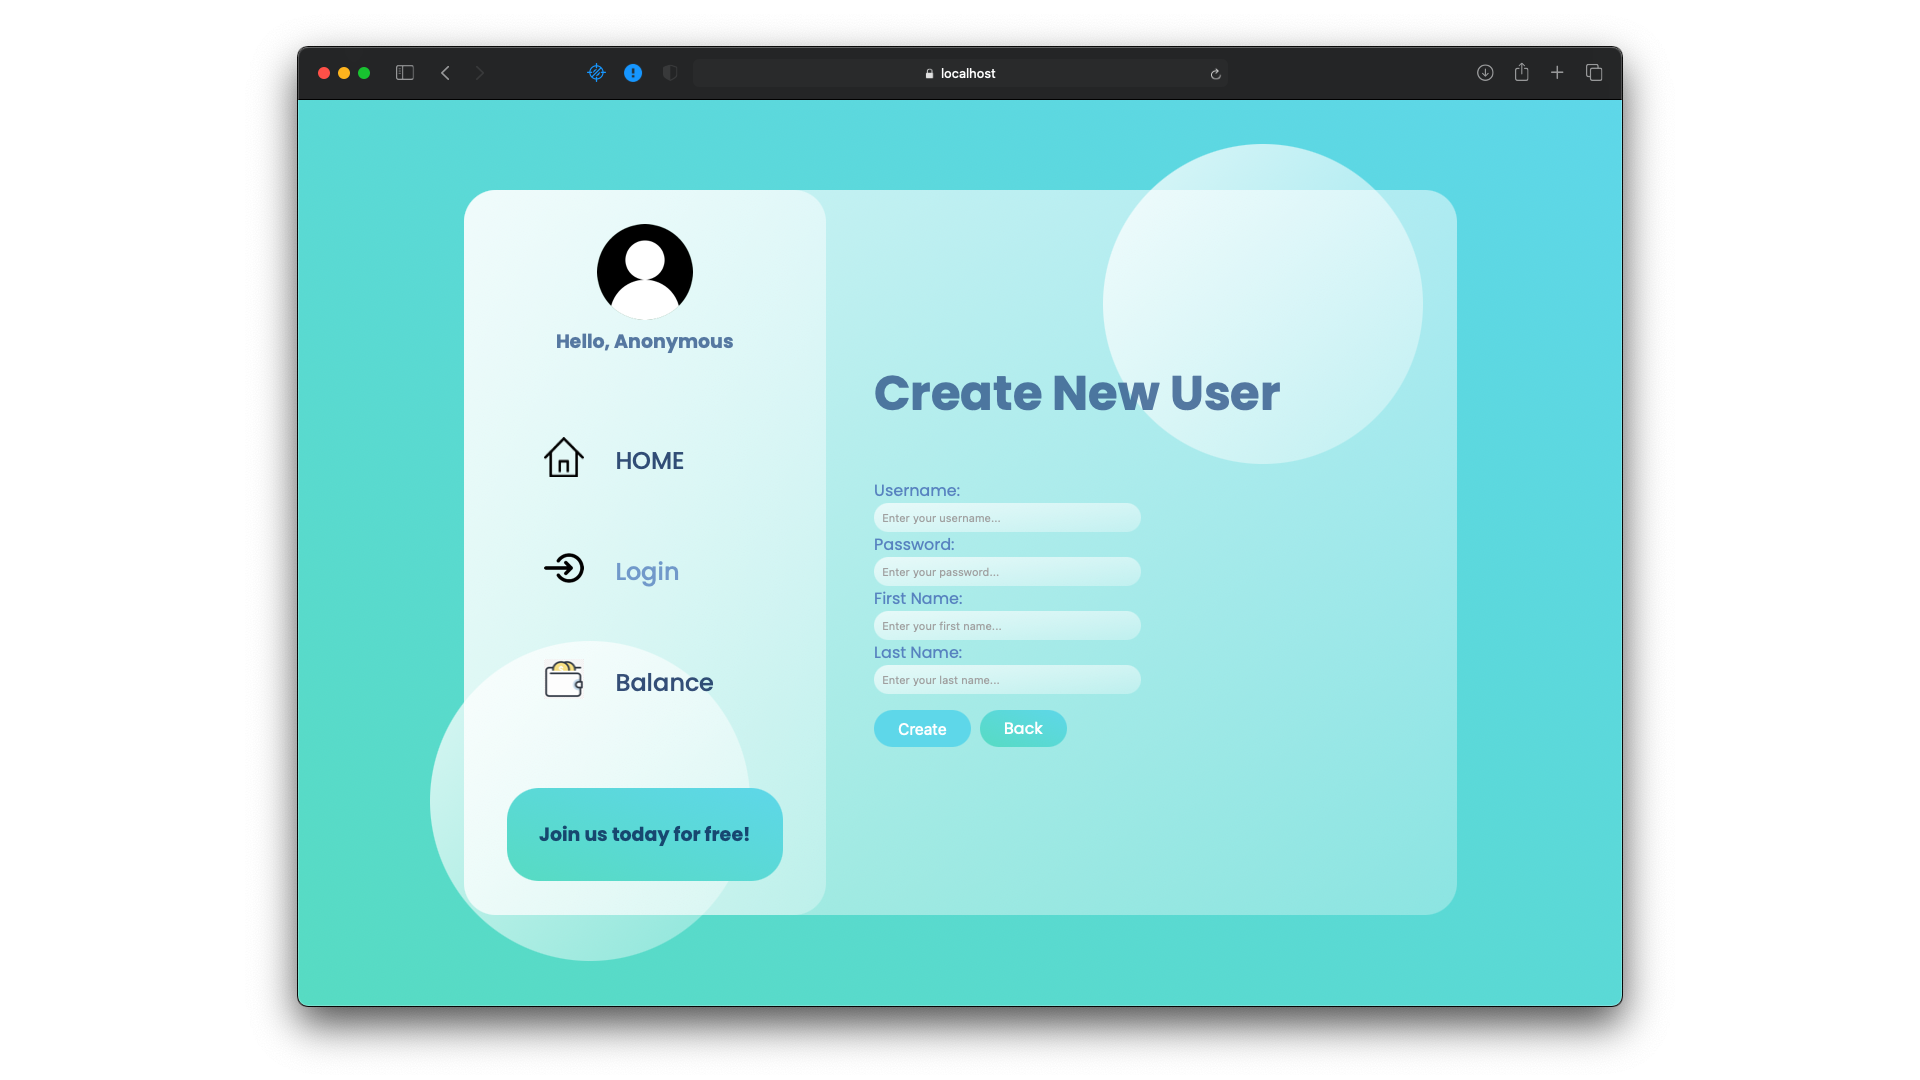 localhost
Hello, Anonymous
HOME
Login
Balance
Join us today for free!
Create New User
Username:
Enter your username...
Password:
Enter your password...
First Name:
Enter your first name...
Last Name:
Enter your last name...
Create
Back